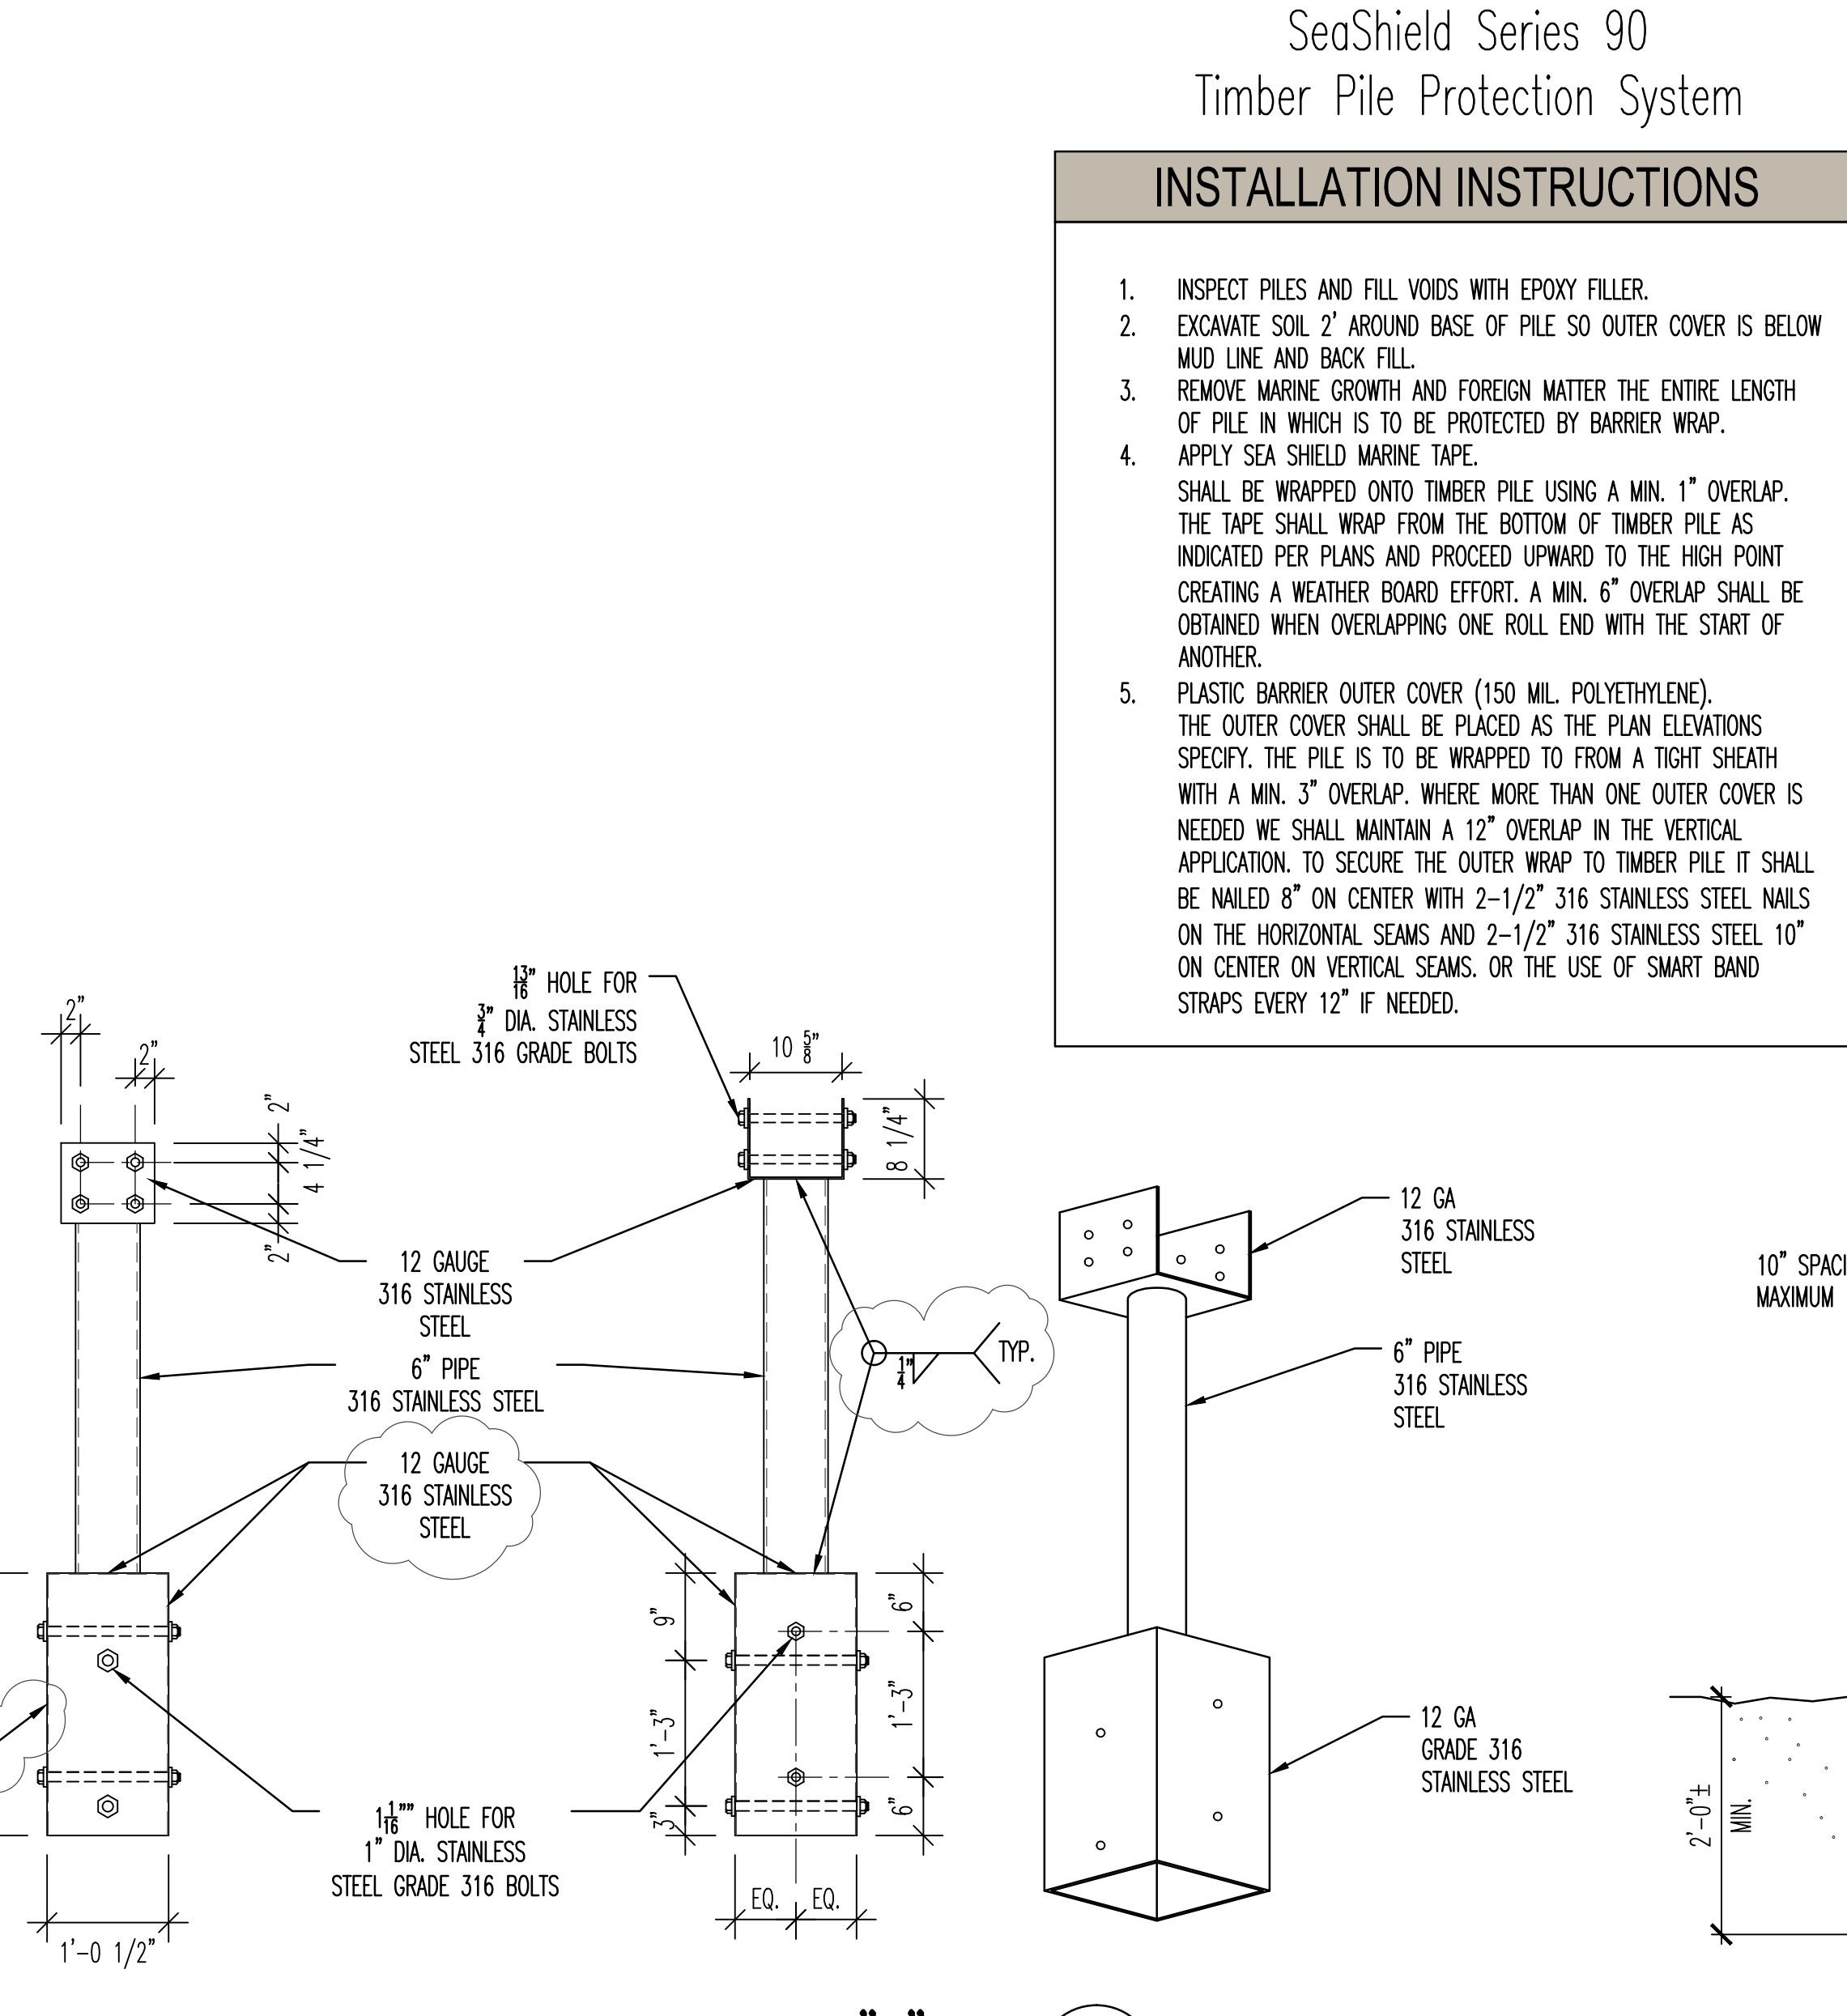 SeaShield Series 90
Timber Pile Protection System
INSTALLATION INSTRUCTIONS
1. INSPECT PILES AND FILL VOIDS WITH EPOXY FILLER.
2. EXCAVATE SOIL 2' AROUND BASE OF PILE SO OUTER COVER IS BELOW
MUD LINE AND BACK FILL.
3. REMOVE MARINE GROWTH AND FOREIGN MATTER THE ENTIRE LENGTH
OF PILE IN WHICH IS TO BE PROTECTED BY BARRIER WRAP.
4. APPLY SEA SHIELD MARINE TAPE.
SHALL BE WRAPPED ONTO TIMBER PILE USING A MIN. 1" OVERLAP.
THE TAPE SHALL WRAP FROM THE BOTTOM OF TIMBER PILE AS
INDICATED PER PLANS AND PROCEED UPWARD TO THE HIGH POINT
CREATING A WEATHER BOARD EFFORT. A MIN. 6" OVERLAP SHALL BE
OBTAINED WHEN OVERLAPPING ONE ROLL END WITH THE START OF
ANOTHER.
5. PLASTIC BARRIER OUTER COVER (150 MIL. POLYETHYLENE).
THE OUTER COVER SHALL BE PLACED AS THE PLAN ELEVATIONS
SPECIFY. THE PILE IS TO BE WRAPPED TO FROM A TIGHT SHEATH
WITH A MIN. 3" OVERLAP. WHERE MORE THAN ONE OUTER COVER IS
NEEDED WE SHALL MAINTAIN A 12" OVERLAP IN THE VERTICAL
APPLICATION. TO SECURE THE OUTER WRAP TO TIMBER PILE IT SHALL
BE NAILED 8" ON CENTER WITH 2-1/2" 316 STAINLESS STEEL NAILS
ON THE HORIZONTAL SEAMS AND 2-1/2" 316 STAINLESS STEEL 10"
ON CENTER ON VERTICAL SEAMS. OR THE USE OF SMART BAND
STRAPS EVERY 12" IF NEEDED.
13/16" HOLE FOR
3/4" DIA. STAINLESS
STEEL 316 GRADE BOLTS
2"
2"
2"
4 1/4"
2"
10 5/8"
8 1/4"
12 GAUGE
316 STAINLESS
STEEL
6" PIPE
316 STAINLESS STEEL
12 GAUGE
316 STAINLESS
STEEL
1/4"
TYP.
12 GA
316 STAINLESS
STEEL
6" PIPE
316 STAINLESS
STEEL
10" SPACI
MAXIMUM
9"
1'-3"
3"
6"
1'-3"
6"
12 GA
GRADE 316
STAINLESS STEEL
2'-0"±
MIN.
1 1/16"" HOLE FOR
1" DIA. STAINLESS
STEEL GRADE 316 BOLTS
EQ.
EQ.
1'-0 1/2"